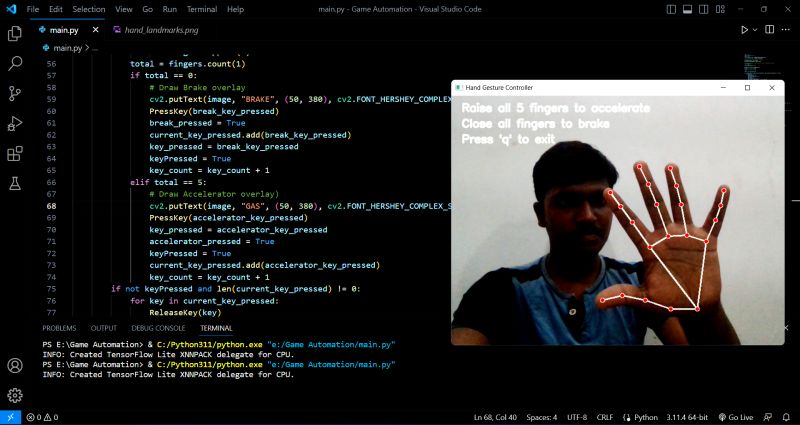 File Edit Selection View Go Run Terminal Help main.py - Game Automation - Visual Studio Code
main.py hand_landmarks.png
main.py > ...
56 total = fingers.count(1)
57 if total == 0:
58 # Draw Brake overlay
59 cv2.putText(image, "BRAKE", (50, 380), cv2.FONT_HERSHEY_COMPLEX_
60 PressKey(break_key_pressed)
61 break_pressed = True
62 current_key_pressed.add(break_key_pressed)
63 key_pressed = break_key_pressed
64 keyPressed = True
65 key_count = key_count + 1
66 elif total == 5:
67 # Draw Accelerator overlay)
68 cv2.putText(image, "GAS", (50, 380), cv2.FONT_HERSHEY_COMPLEX_S
69 PressKey(accelerator_key_pressed)
70 key_pressed = accelerator_key_pressed
71 accelerator_pressed = True
72 keyPressed = True
73 current_key_pressed.add(accelerator_key_pressed)
74 key_count = key_count + 1
75 if not keyPressed and len(current_key_pressed) != 0:
76 for key in current_key_pressed:
77 ReleaseKey(key)
Hand Gesture Controller
Raise all 5 fingers to accelerate
Close all fingers to brake
Press 'q' to exit
PROBLEMS OUTPUT DEBUG CONSOLE TERMINAL
PS E:\Game Automation> & C:/Python311/python.exe "e:/Game Automation/main.py"
INFO: Created TensorFlow Lite XNNPACK delegate for CPU.
PS E:\Game Automation> & C:/Python311/python.exe "e:/Game Automation/main.py"
INFO: Created TensorFlow Lite XNNPACK delegate for CPU.
0 0 Ln 68, Col 40 Spaces: 4 UTF-8 CRLF Python 3.11.4 64-bit Go Live